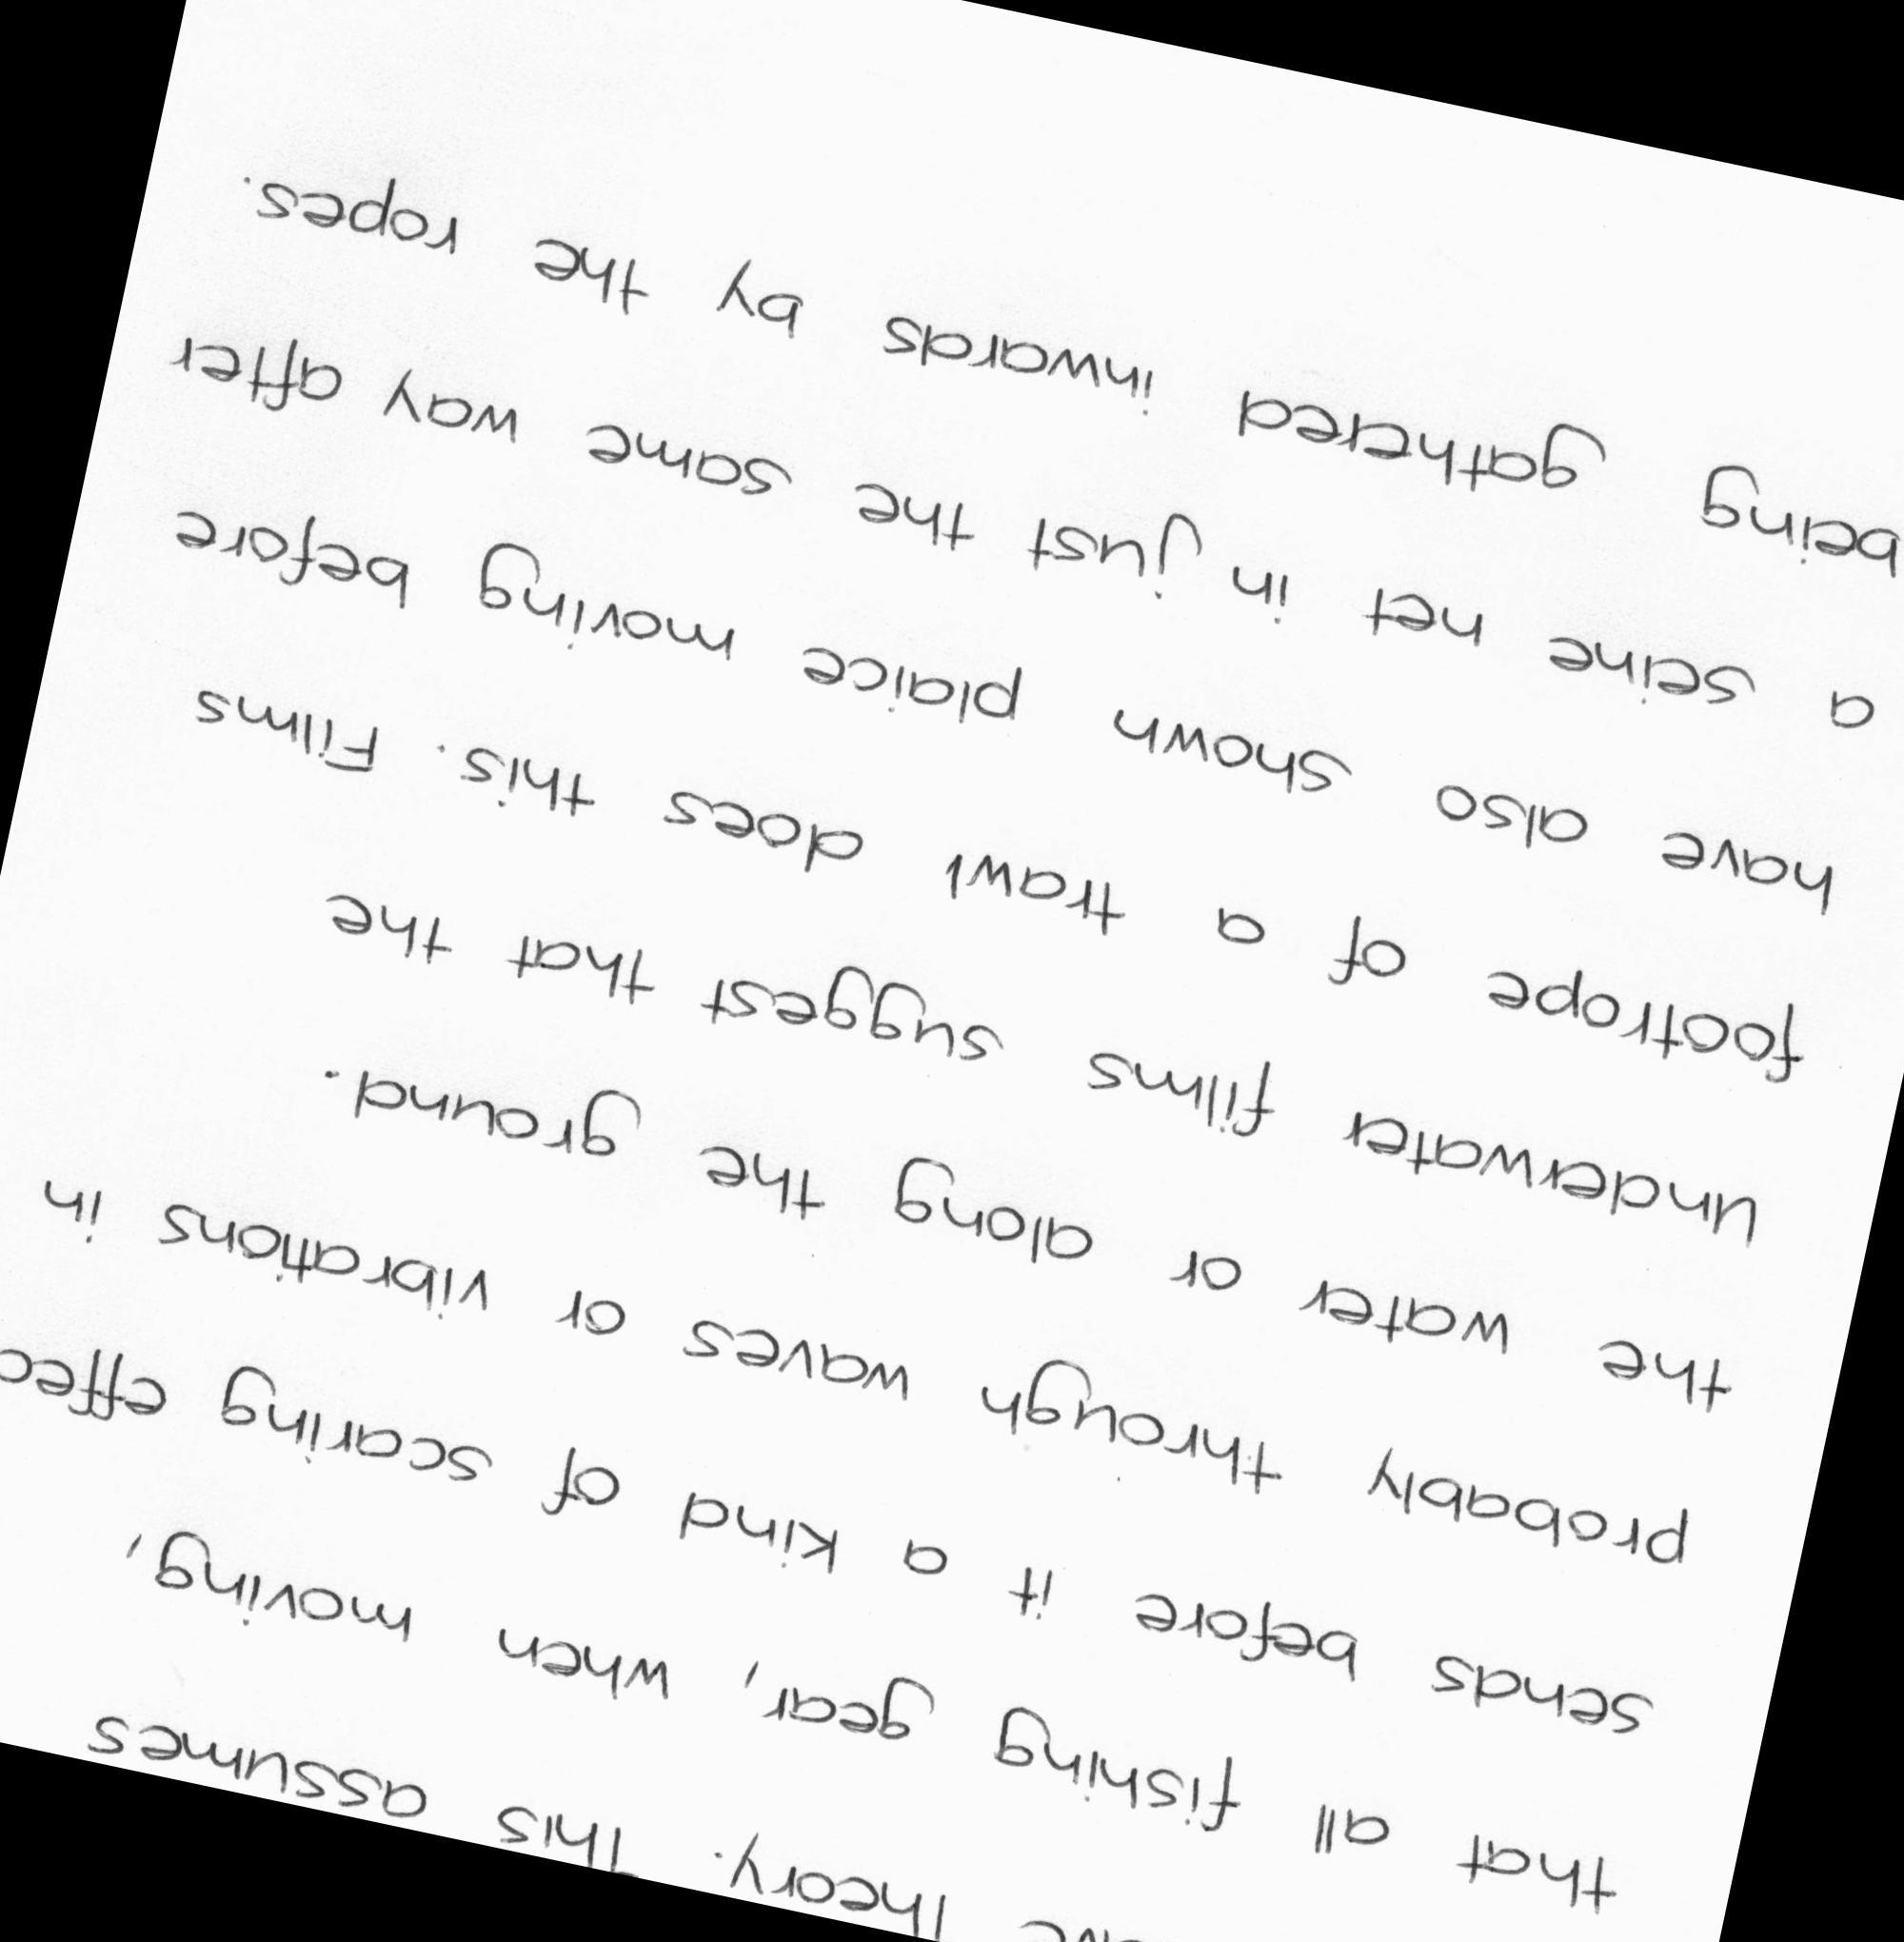 Theory. This assumes
that all fishing gear, when moving,
sends before it a kind of scaring effec
probably through waves or vibrations in
the water or along the ground.
Underwater films suggest that the
footrope of a trawl does this. Films
have also shown plaice moving before
a seine net in just the same way after
being gathered inwards by the ropes.